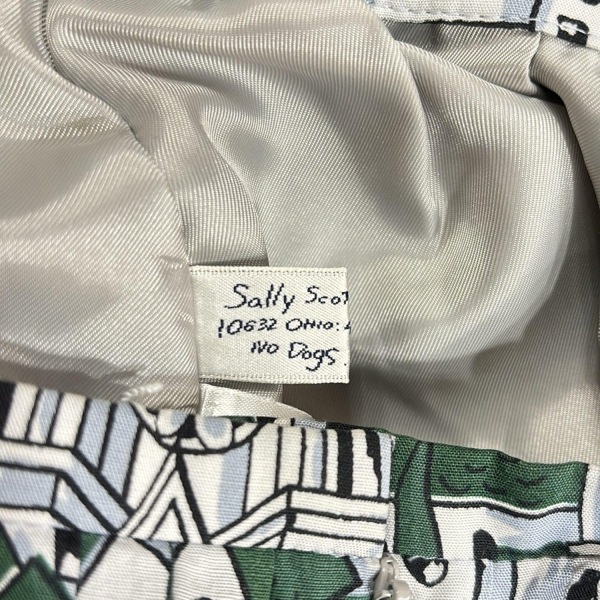 Sally Scot
10632 Ohio:
No Dogs.